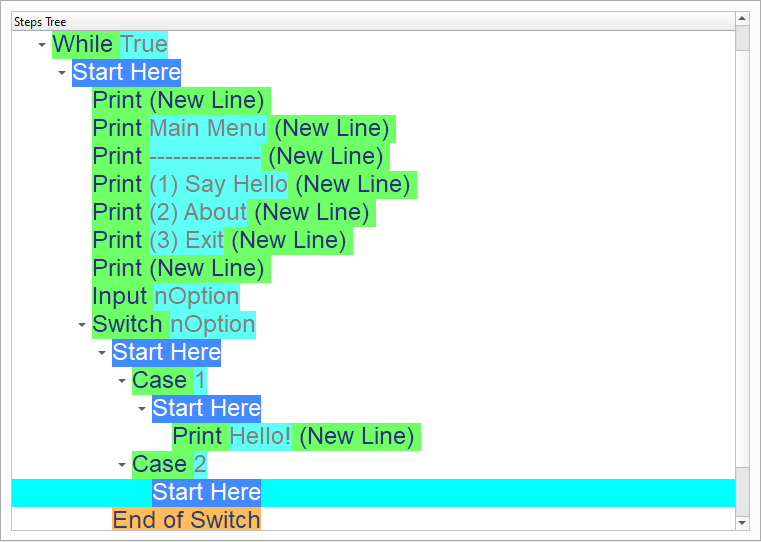 Steps Tree
While True
Start Here
Print (New Line)
Print Main Menu (New Line)
Print -------------- (New Line)
Print (1) Say Hello (New Line)
Print (2) About (New Line)
Print (3) Exit (New Line)
Print (New Line)
Input nOption
Switch nOption
Start Here
Case 1
Start Here
Print Hello! (New Line)
Case 2
Start Here
End of Switch